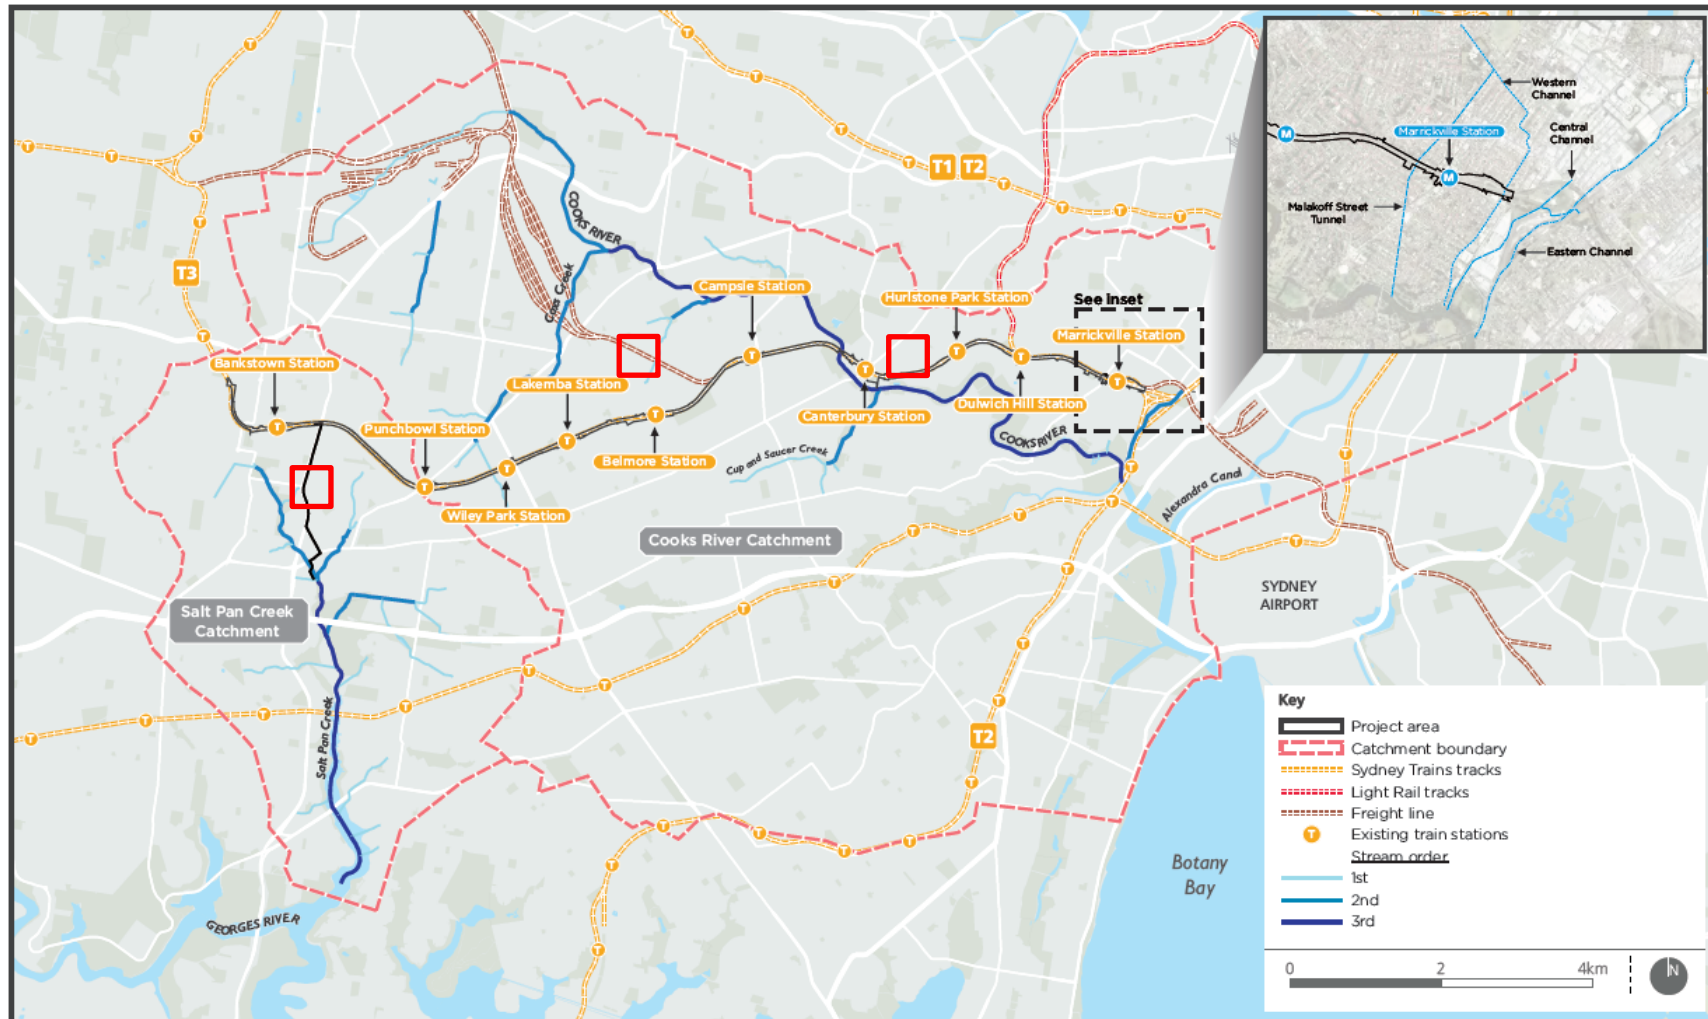 Western
Channel
Central
Channel
Marrickville Station
M
M
Malakoff Street
Tunnel
Eastern Channel
T1 T2
COOKS RIVER
T3
Coxs Creek
Campsie Station
Hurlstone Park Station
See Inset
Marrickville Station
Bankstown Station
Lakemba Station
Canterbury Station
Dulwich Hill Station
Punchbowl Station
Belmore Station
Cup and Saucer Creek
COOKS RIVER
Wiley Park Station
Alexandra Canal
Cooks River Catchment
SYDNEY
AIRPORT
Salt Pan Creek
Catchment
Salt Pan Creek
T2
Botany
Bay
GEORGES RIVER
Key
Project area
Catchment boundary
Sydney Trains tracks
Light Rail tracks
Freight line
T Existing train stations
Stream order
1st
2nd
3rd
0 2 4km
N